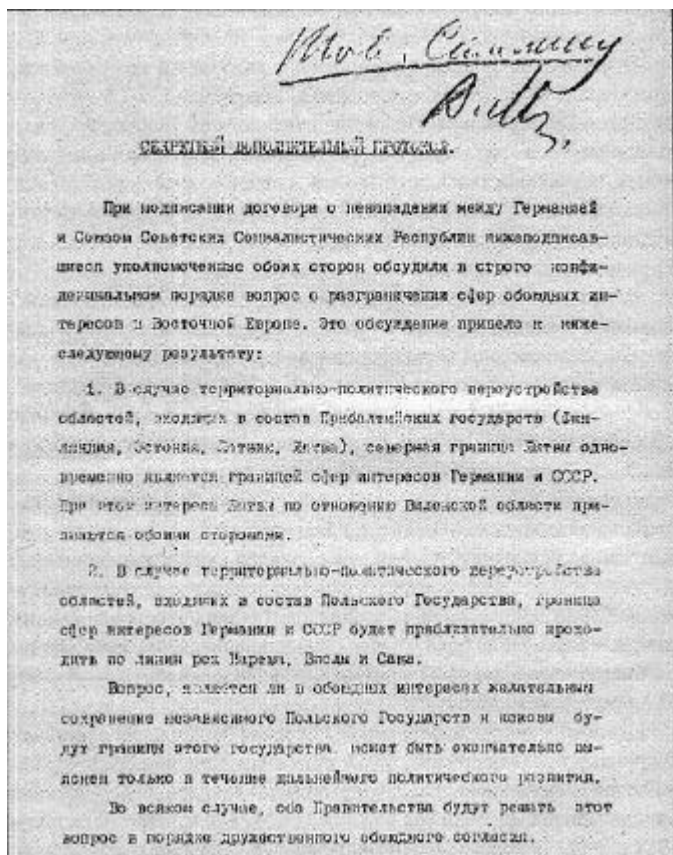 Тов. Сталину
СЕКРЕТНЫЙ ДОПОЛНИТЕЛЬНЫЙ ПРОТОКОЛ.
При подписании договора о ненападении между Германией
и Союзом Советских Социалистических Республик нижеподписав-
шиеся уполномоченные обоих сторон обсудили в строго конфи-
денциальном порядке вопрос о разграничении сфер обоюдных ин-
тересов в Восточной Европе. Это обсуждение привело к ниже-
следующему результату:
1. В случае территориально-политического переустройства
областей, входящих в состав Прибалтийских государств (Фин-
ляндия, Эстония, Латвия, Литва), северная граница Литвы одно-
временно является границей сфер интересов Германии и СССР.
При этом интересы Литвы по отношению Виленской области при-
знаются обоими сторонами.
2. В случае территориально-политического переустройства
областей, входящих в состав Польского Государства, граница
сфер интересов Германии и СССР будет приблизительно прохо-
дить по линии рек Нарева, Вислы и Сана.
Вопрос, является ли в обоюдных интересах желательным
сохранение независимого Польского Государств и каковы бу-
дут границы этого государства, может быть окончательно вы-
яснен только в течение дальнейшего политического развития.
Во всяком случае, оба Правительства будут решать этот
вопрос в порядке дружественного обоюдного согласия.